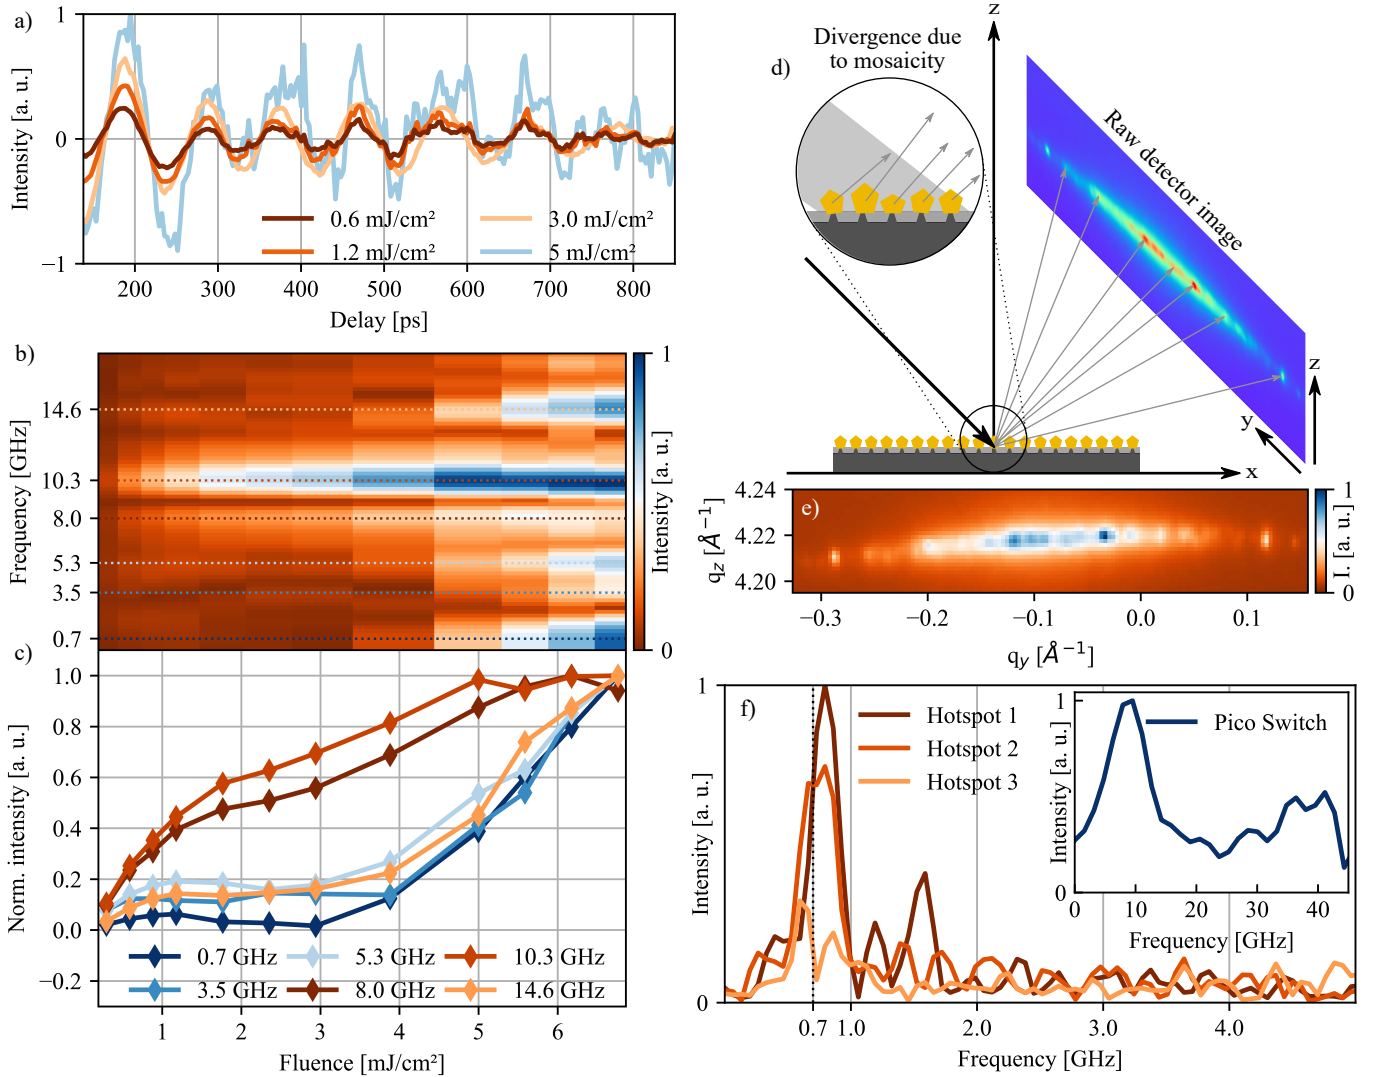 a)
1
0
−1
Intensity [a. u.]
0.6 mJ/cm²
1.2 mJ/cm²
3.0 mJ/cm²
5 mJ/cm²
200 300 400 500 600 700 800
Delay [ps]
b)
14.6
10.3
8.0
5.3
3.5
0.7
Frequency [GHz]
1
0
Intensity [a. u.]
c)
1.0
0.8
0.6
0.4
0.2
0.0
−0.2
Norm. intensity [a. u.]
0.7 GHz
3.5 GHz
5.3 GHz
8.0 GHz
10.3 GHz
14.6 GHz
1 2 3 4 5 6
Fluence [mJ/cm²]
d)
Divergence due
to mosaicity
z
x
Raw detector image
z
y
e)
4.24
4.22
4.20
q_z [Å⁻¹]
−0.3 −0.2 −0.1 0.0 0.1
q_y [Å⁻¹]
1
0
I. [a. u.]
f)
1
0
Intensity [a. u.]
Hotspot 1
Hotspot 2
Hotspot 3
0.7 1.0 2.0 3.0 4.0
Frequency [GHz]
Pico Switch
1
0
Intensity [a. u.]
0 10 20 30 40
Frequency [GHz]